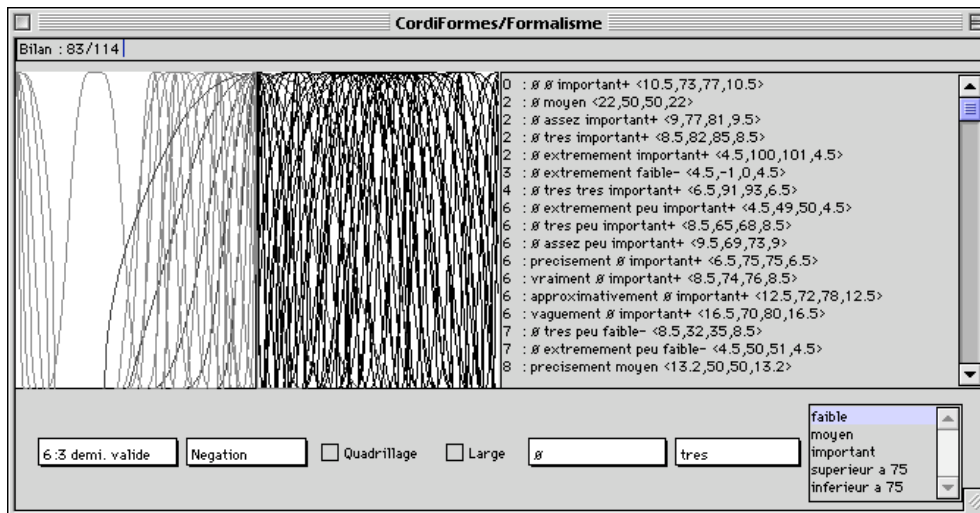 CordiFormes/Formalisme
Bilan : 83/114
0 : ø ø important+ <10.5,73,77,10.5>
2 : ø moyen <22,50,50,22>
2 : ø assez important+ <9,77,81,9.5>
2 : ø tres important+ <8.5,82,85,8.5>
2 : ø extremement important+ <4.5,100,101,4.5>
3 : ø extremement faible- <4.5,-1,0,4.5>
4 : ø tres tres important+ <6.5,91,93,6.5>
6 : ø extremement peu important+ <4.5,49,50,4.5>
6 : ø tres peu important+ <8.5,65,68,8.5>
6 : ø assez peu important+ <9.5,69,73,9>
6 : precisement ø important+ <6.5,75,75,6.5>
6 : vraiment ø important+ <8.5,74,76,8.5>
6 : approximativement ø important+ <12.5,72,78,12.5>
6 : vaguement ø important+ <16.5,70,80,16.5>
7 : ø tres peu faible- <8.5,32,35,8.5>
7 : ø extremement peu faible- <4.5,50,51,4.5>
8 : precisement moyen <13.2,50,50,13.2>
6:3 demi. valide Negation Quadrillage Large ø tres
faible
moyen
important
superieur a 75
inferieur a 75